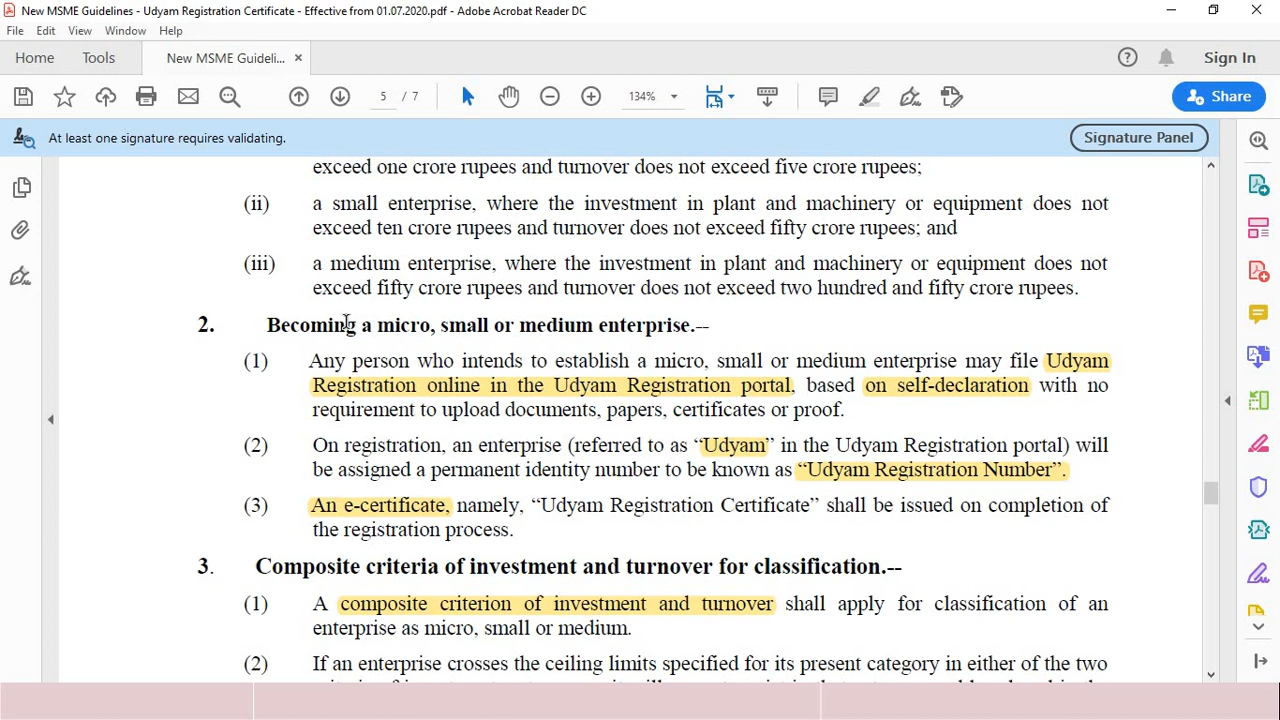 New MSME Guidelines - Udyam Registration Certificate - Effective from 01.07.2020.pdf - Adobe Acrobat Reader DC
File Edit View Window Help
Home Tools New MSME Guideli... × Sign In
5 / 7 134% Share
At least one signature requires validating. Signature Panel
exceed one crore rupees and turnover does not exceed five crore rupees;
(ii) a small enterprise, where the investment in plant and machinery or equipment does not
exceed ten crore rupees and turnover does not exceed fifty crore rupees; and
(iii) a medium enterprise, where the investment in plant and machinery or equipment does not
exceed fifty crore rupees and turnover does not exceed two hundred and fifty crore rupees.
2. Becoming a micro, small or medium enterprise.--
(1) Any person who intends to establish a micro, small or medium enterprise may file Udyam
Registration online in the Udyam Registration portal, based on self-declaration with no
requirement to upload documents, papers, certificates or proof.
(2) On registration, an enterprise (referred to as “Udyam” in the Udyam Registration portal) will
be assigned a permanent identity number to be known as “Udyam Registration Number”.
(3) An e-certificate, namely, “Udyam Registration Certificate” shall be issued on completion of
the registration process.
3. Composite criteria of investment and turnover for classification.--
(1) A composite criterion of investment and turnover shall apply for classification of an
enterprise as micro, small or medium.
(2) If an enterprise crosses the ceiling limits specified for its present category in either of the two